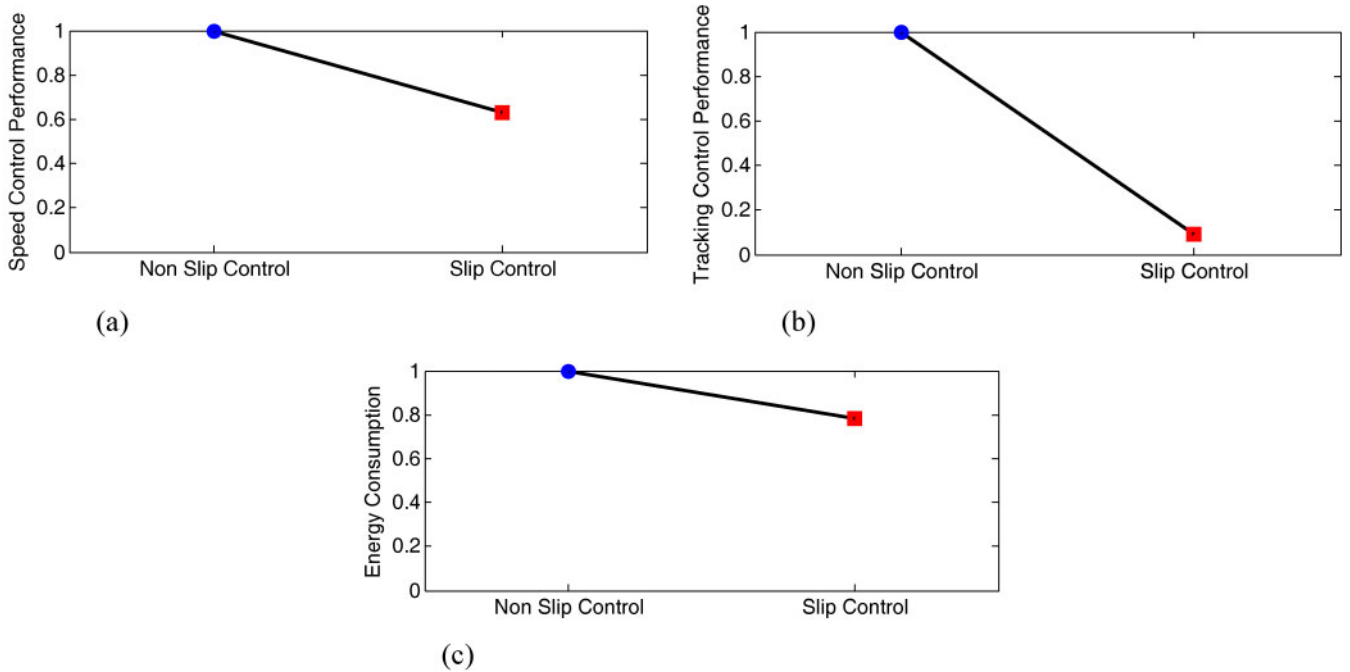 Speed Control Performance
1
0.8
0.6
0.4
0.2
0
Non Slip Control Slip Control
(a)
Tracking Control Performance
1
0.8
0.6
0.4
0.2
0
Non Slip Control Slip Control
(b)
Energy Consumption
1
0.8
0.6
0.4
0.2
0
Non Slip Control Slip Control
(c)